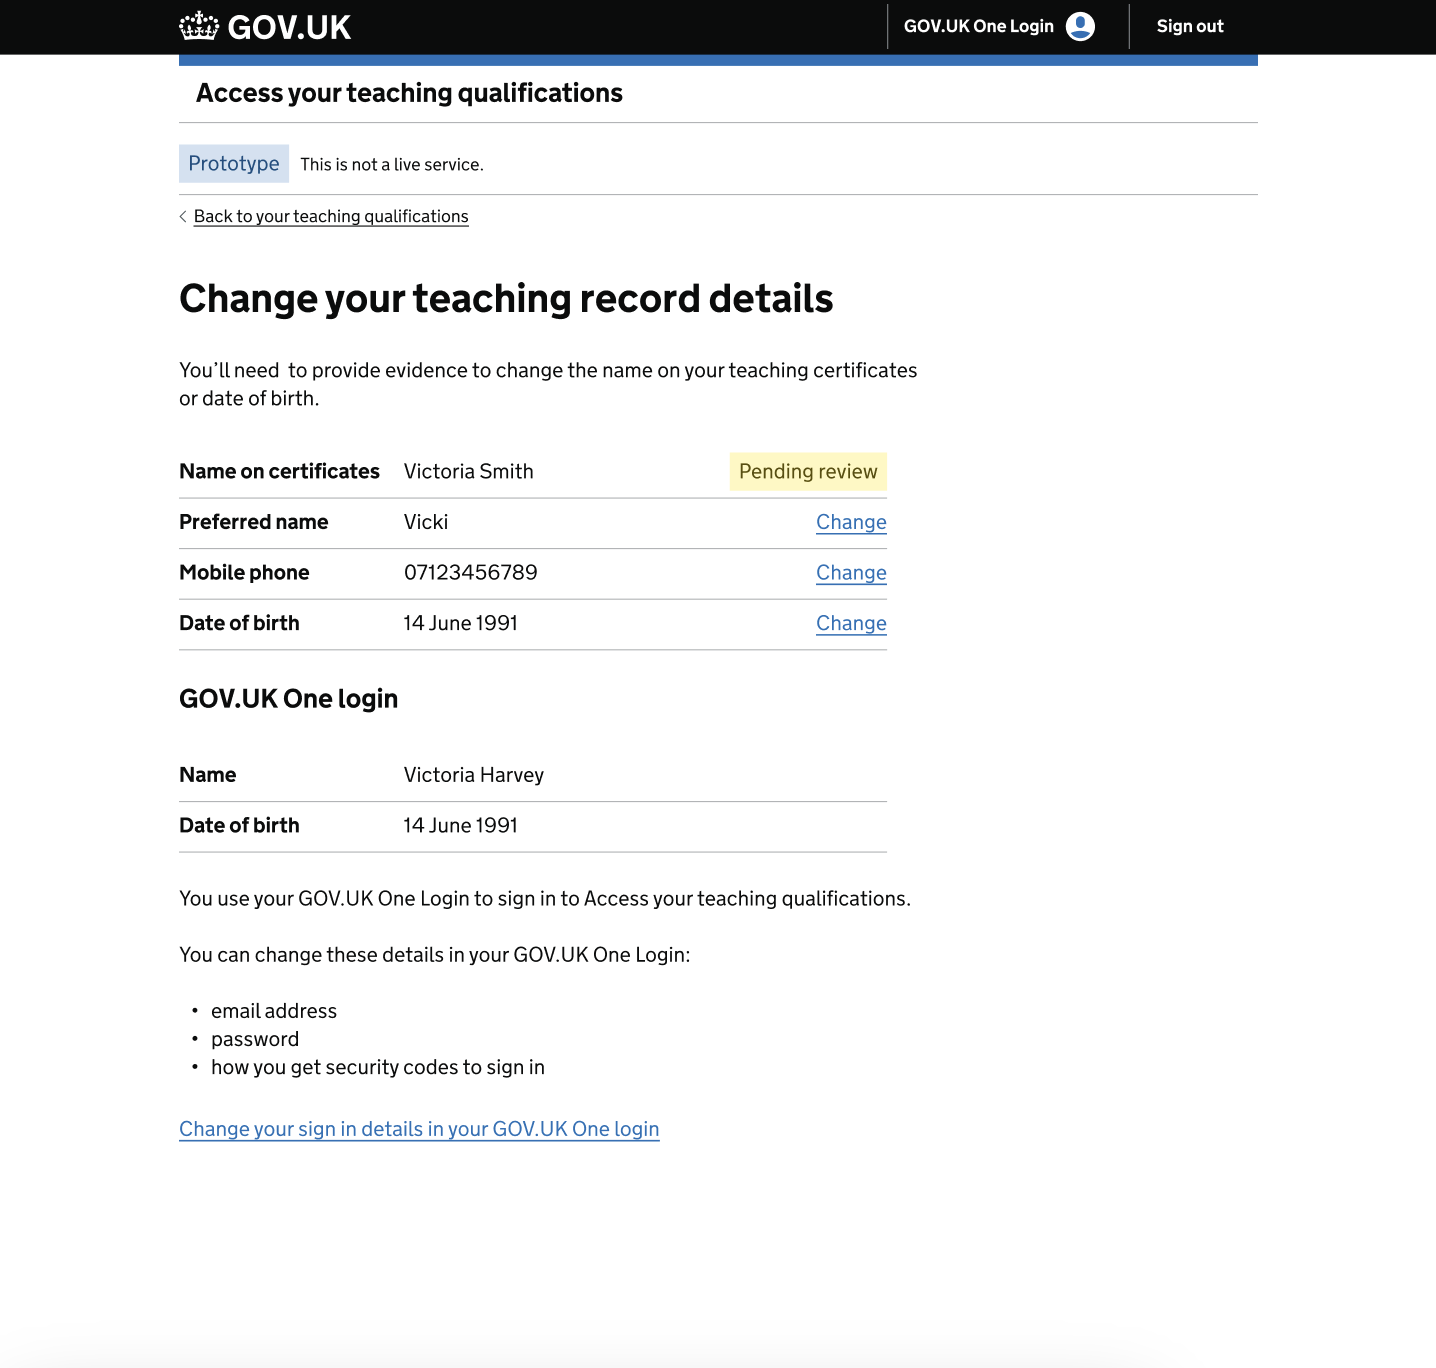 GOV.UK
GOV.UK One Login
Sign out
Access your teaching qualifications
Prototype This is not a live service.
Back to your teaching qualifications
Change your teaching record details
You’ll need  to provide evidence to change the name on your teaching certificates
or date of birth.
Name on certificates Victoria Smith Pending review
Preferred name Vicki Change
Mobile phone 07123456789 Change
Date of birth 14 June 1991 Change
GOV.UK One login
Name Victoria Harvey
Date of birth 14 June 1991
You use your GOV.UK One Login to sign in to Access your teaching qualifications.
You can change these details in your GOV.UK One Login:
• email address
• password
• how you get security codes to sign in
Change your sign in details in your GOV.UK One login